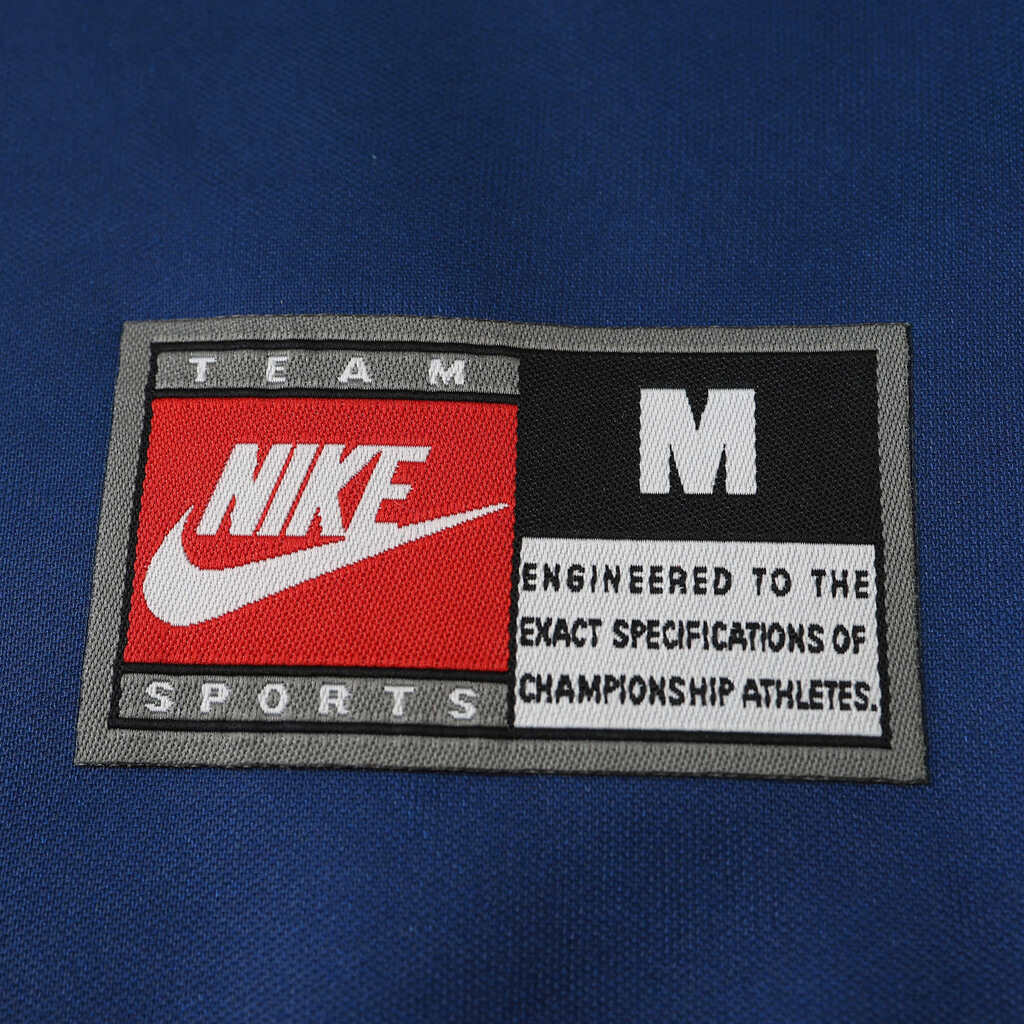 TEAM
NIKE
SPORTS
M
ENGINEERED TO THE
EXACT SPECIFICATIONS OF
CHAMPIONSHIP ATHLETES.